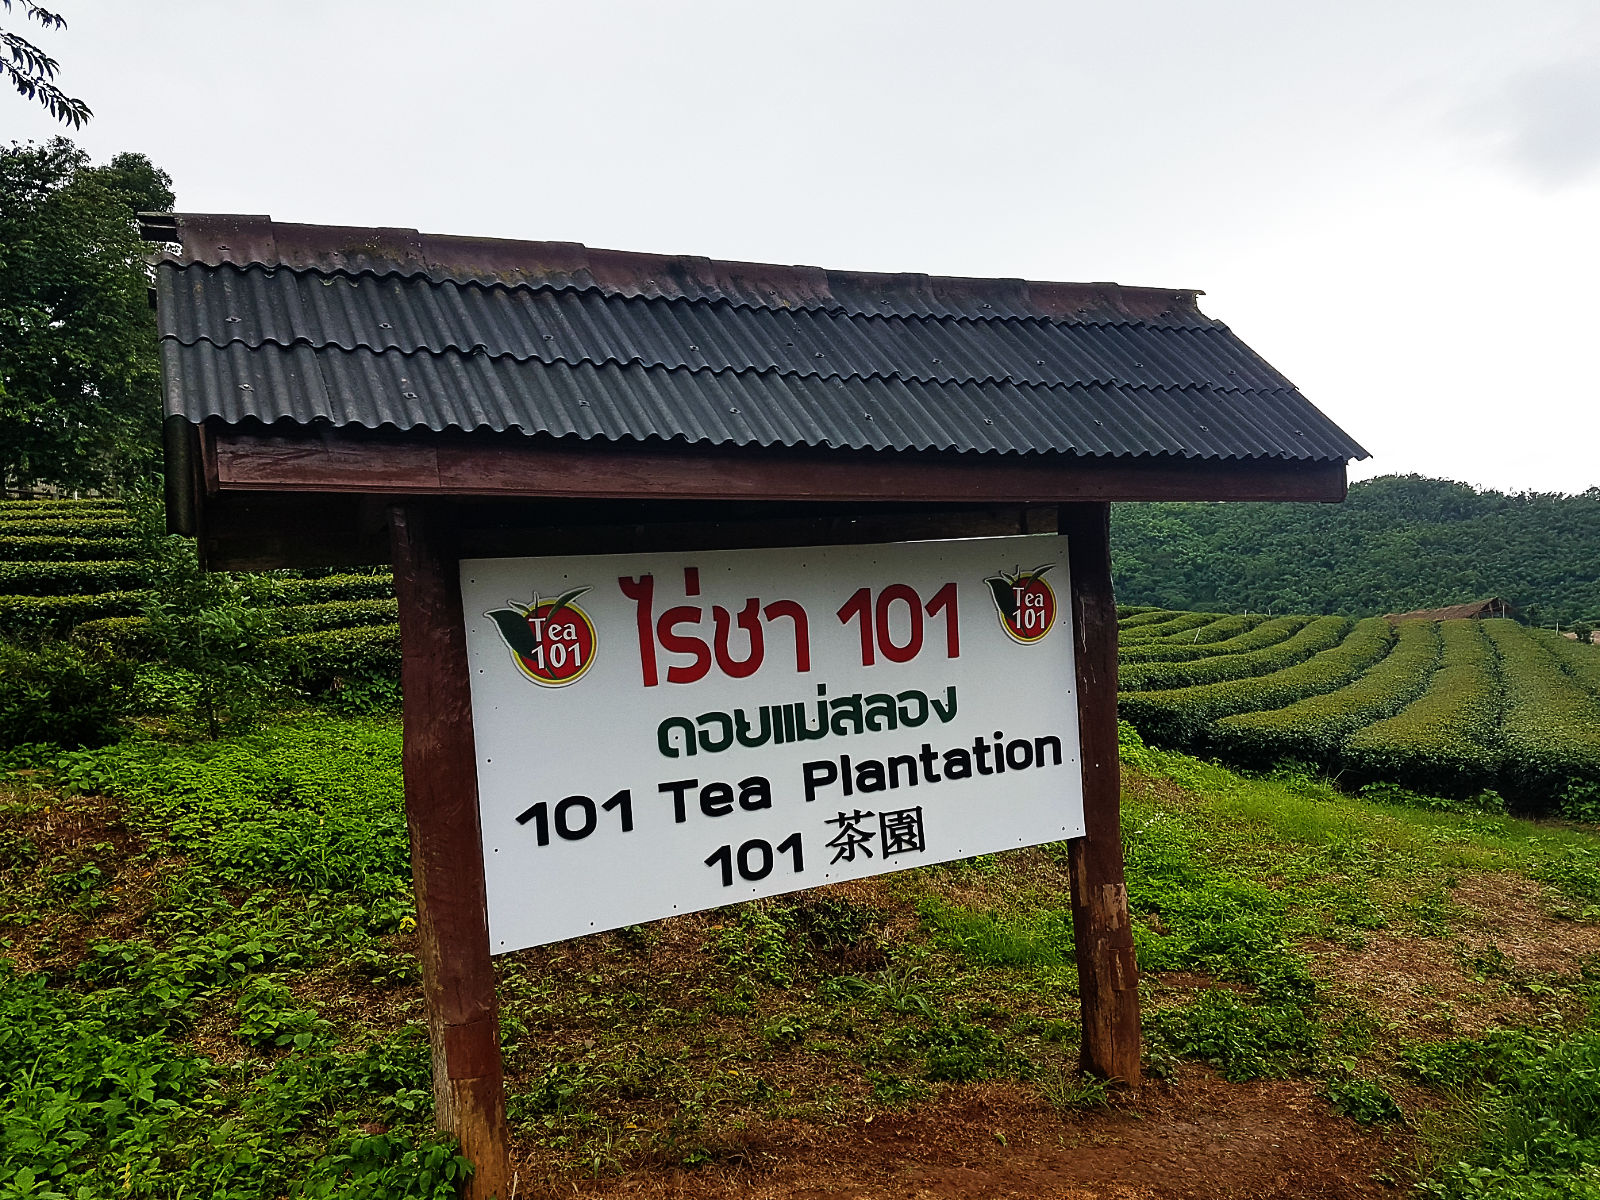 Tea
101
ไร่ชา 101
Tea
101
ดอยแม่สลอง
101 Tea Plantation
101 茶園